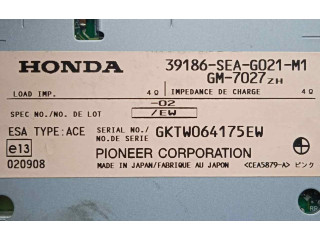 HONDA 39186-SEA-G021-M1
GM-7027ZH
LOAD IMP. 4Ω IMPEDANCE DE CHARGE 4Ω
-02
SPEC NO./NO. DE LOT /EW
ESA TYPE: ACE SERIAL NO./ NO. DE SERIE GKTW064175EW
e13
020908
PIONEER CORPORATION
MADE IN JAPAN/FABRIQUE AU JAPON <CEA5879-A> ピンク